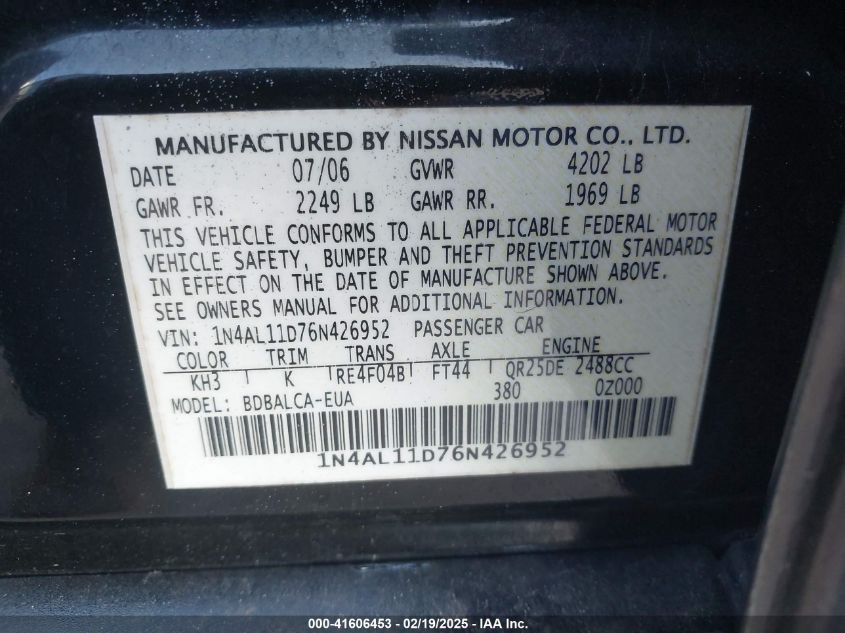 MANUFACTURED BY NISSAN MOTOR CO., LTD.
DATE 07/06 GVWR 4202 LB
GAWR FR. 2249 LB GAWR RR. 1969 LB
THIS VEHICLE CONFORMS TO ALL APPLICABLE FEDERAL MOTOR
VEHICLE SAFETY, BUMPER AND THEFT PREVENTION STANDARDS
IN EFFECT ON THE DATE OF MANUFACTURE SHOWN ABOVE.
SEE OWNERS MANUAL FOR ADDITIONAL INFORMATION.
VIN: 1N4AL11D76N426952 PASSENGER CAR
COLOR TRIM TRANS AXLE ENGINE
KH3 K RE4F04B FT44 QR25DE 2488CC
MODEL: BDBALCA-EUA 380 0Z000
1N4AL11D76N426952
000-41606453 - 02/19/2025 - IAA Inc.